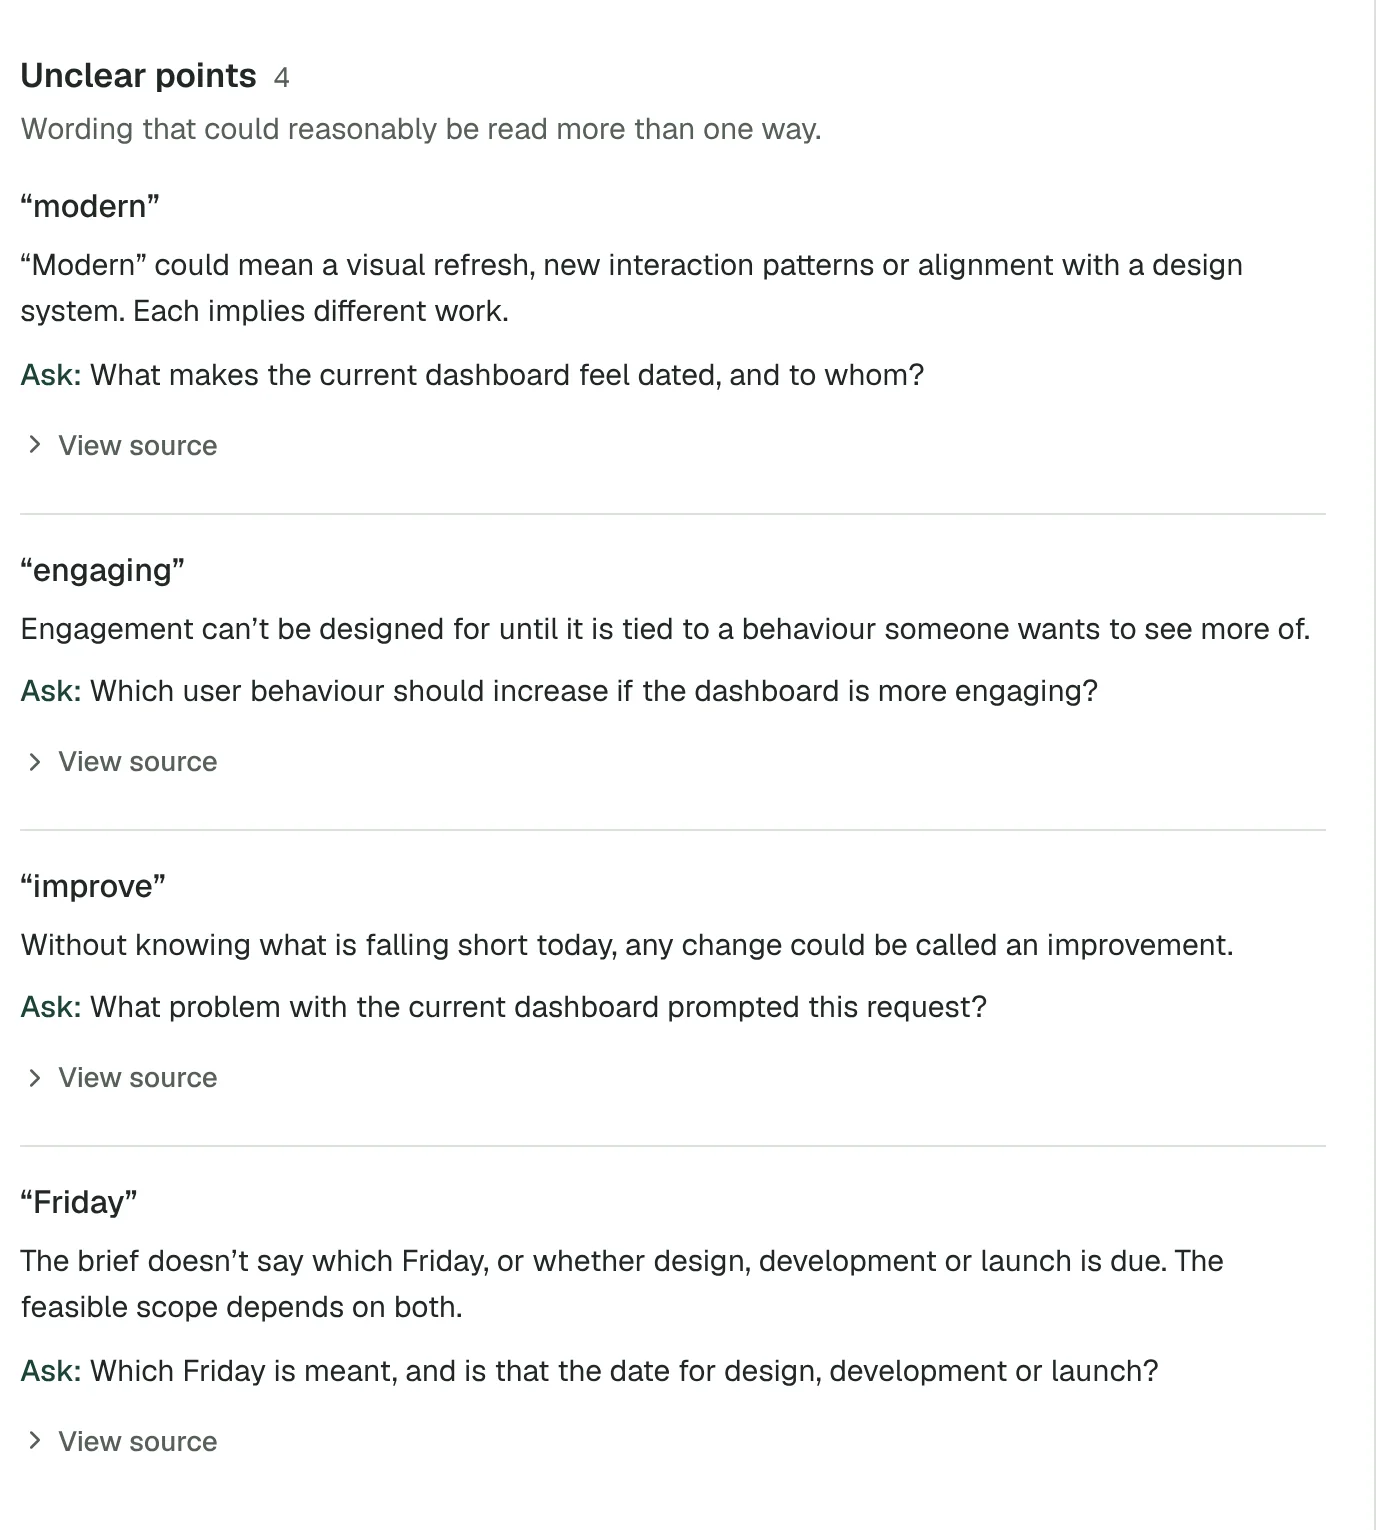 Unclear points 4
Wording that could reasonably be read more than one way.
“modern”
“Modern” could mean a visual refresh, new interaction patterns or alignment with a design
system. Each implies different work.
Ask: What makes the current dashboard feel dated, and to whom?
View source
“engaging”
Engagement can’t be designed for until it is tied to a behaviour someone wants to see more of.
Ask: Which user behaviour should increase if the dashboard is more engaging?
View source
“improve”
Without knowing what is falling short today, any change could be called an improvement.
Ask: What problem with the current dashboard prompted this request?
View source
“Friday”
The brief doesn’t say which Friday, or whether design, development or launch is due. The
feasible scope depends on both.
Ask: Which Friday is meant, and is that the date for design, development or launch?
View source